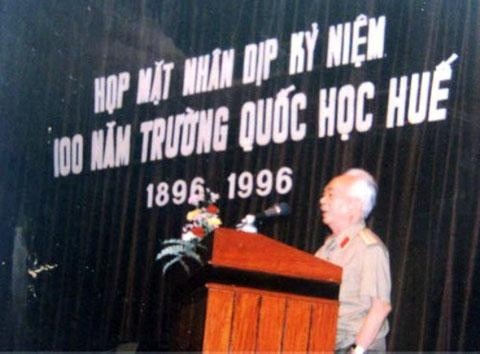 HỌP MẶT NHÂN DỊP KỶ NIỆM
100 NĂM TRƯỜNG QUỐC HỌC HUẾ
1896-1996